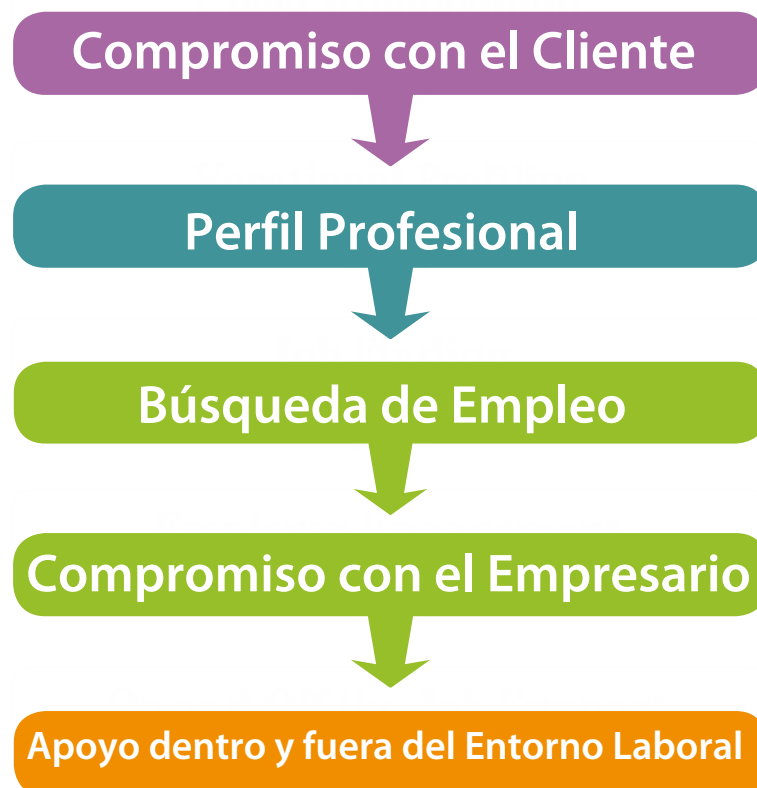 Compromiso con el Cliente
Perfil Profesional
Búsqueda de Empleo
Compromiso con el Empresario
Apoyo dentro y fuera del Entorno Laboral